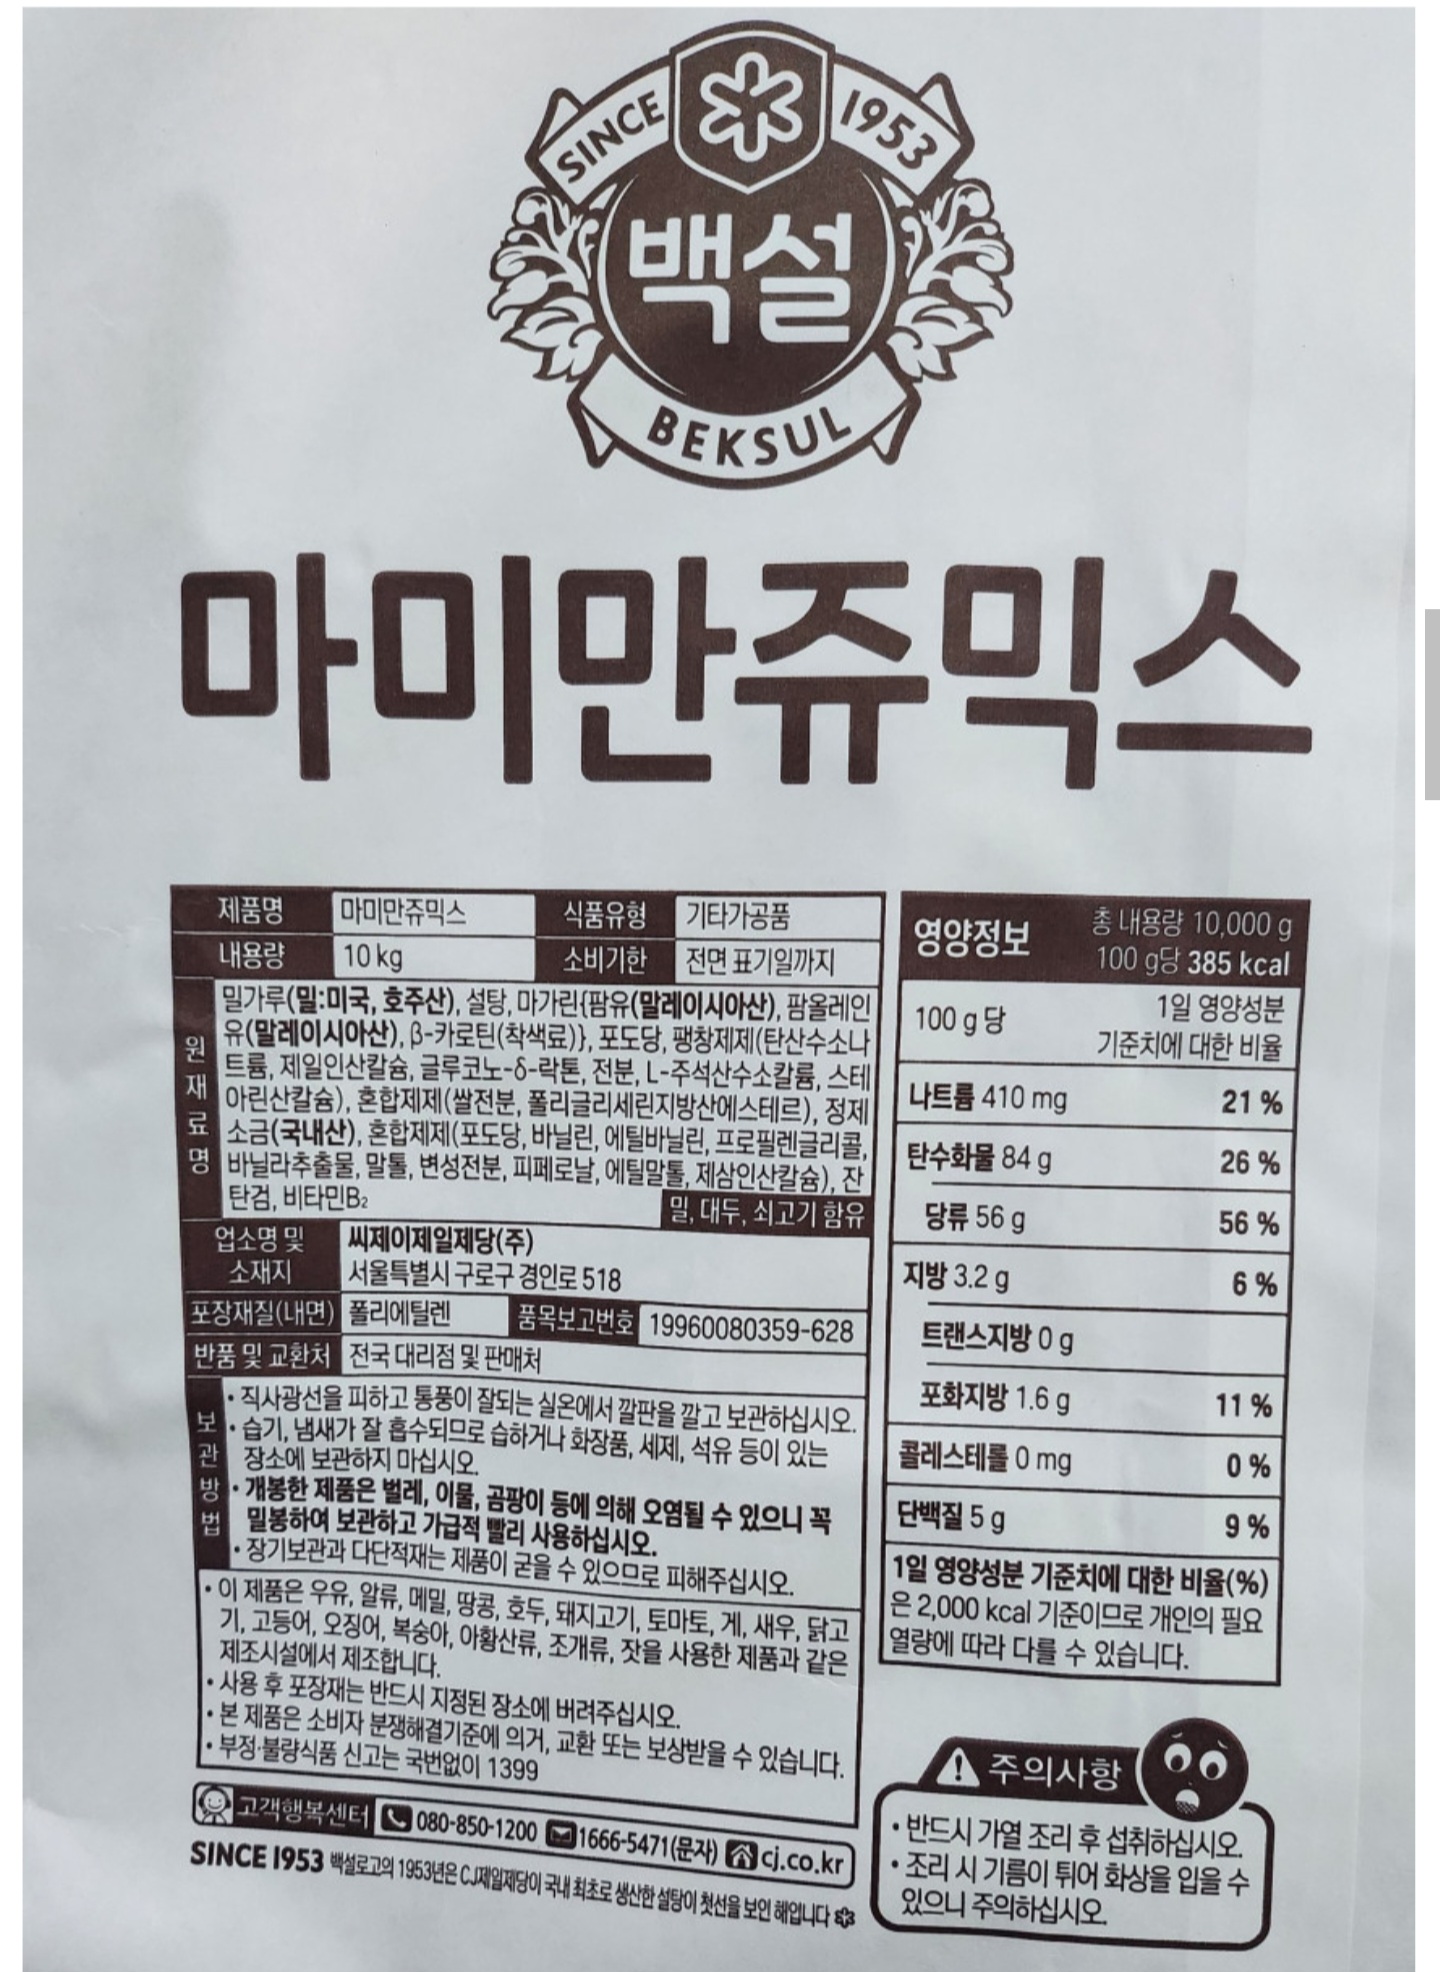 SINCE 1953
백설
BEKSUL
마미만쥬믹스
제품명 마미만쥬믹스 식품유형 기타가공품
내용량 10 kg 소비기한 전면 표기일까지
원재료명
밀가루(밀:미국, 호주산), 설탕, 마가린{팜유(말레이시아산), 팜올레인
유(말레이시아산), β-카로틴(착색료)}, 포도당, 팽창제제(탄산수소나
트륨, 제일인산칼슘, 글루코노-δ-락톤, 전분, L-주석산수소칼륨, 스테
아린산칼슘), 혼합제제(쌀전분, 폴리글리세린지방산에스테르), 정제
소금(국내산), 혼합제제(포도당, 바닐린, 에틸바닐린, 프로필렌글리콜,
바닐라추출물, 말톨, 변성전분, 피페로날, 에틸말톨, 제삼인산칼슘), 잔
탄검, 비타민B₂
밀, 대두, 쇠고기 함유
업소명 및 소재지
씨제이제일제당(주)
서울특별시 구로구 경인로 518
포장재질(내면) 폴리에틸렌 품목보고번호 19960080359-628
반품 및 교환처 전국 대리점 및 판매처
보관방법
• 직사광선을 피하고 통풍이 잘되는 실온에서 깔판을 깔고 보관하십시오.
• 습기, 냄새가 잘 흡수되므로 습하거나 화장품, 세제, 석유 등이 있는
장소에 보관하지 마십시오.
• 개봉한 제품은 벌레, 이물, 곰팡이 등에 의해 오염될 수 있으니 꼭
밀봉하여 보관하고 가급적 빨리 사용하십시오.
• 장기보관과 다단적재는 제품이 굳을 수 있으므로 피해주십시오.
• 이 제품은 우유, 알류, 메밀, 땅콩, 호두, 돼지고기, 토마토, 게, 새우, 닭고
기, 고등어, 오징어, 복숭아, 아황산류, 조개류, 잣을 사용한 제품과 같은
제조시설에서 제조합니다.
• 사용 후 포장재는 반드시 지정된 장소에 버려주십시오.
• 본 제품은 소비자 분쟁해결기준에 의거, 교환 또는 보상받을 수 있습니다.
• 부정·불량식품 신고는 국번없이 1399
고객행복센터 080-850-1200 1666-5471(문자) cj.co.kr
SINCE 1953 백설로고의 1953년은 CJ제일제당이 국내 최초로 생산한 설탕이 첫선을 보인 해입니다
영양정보
총 내용량 10,000 g
100 g당 385 kcal
100 g 당
1일 영양성분
기준치에 대한 비율
나트륨 410 mg 21 %
탄수화물 84 g 26 %
당류 56 g 56 %
지방 3.2 g 6 %
트랜스지방 0 g
포화지방 1.6 g 11 %
콜레스테롤 0 mg 0 %
단백질 5 g 9 %
1일 영양성분 기준치에 대한 비율(%)
은 2,000 kcal 기준이므로 개인의 필요
열량에 따라 다를 수 있습니다.
주의사항
• 반드시 가열 조리 후 섭취하십시오.
• 조리 시 기름이 튀어 화상을 입을 수
있으니 주의하십시오.